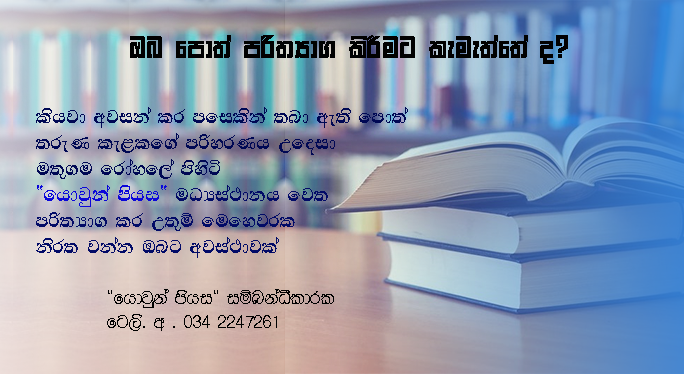 ඔබ පොත් පරිත්‍යාග කිරීමට කැමැත්තේ ද?
කියවා අවසන් කර පසෙකින් තබා ඇති පොත්
තරුණ කැළකගේ පරිහරණය උදෙසා
මතුගම රෝහලේ පිහිටි
"යොවුන් පියස" මධ්‍යස්ථානය වෙත
පරිත්‍යාග කර උතුම් මෙහෙවරක
නිරත වන්න ඔබට අවස්ථාවක්
"යොවුන් පියස" සම්බන්ධීකාරක
ටෙලි. අ . 034 2247261